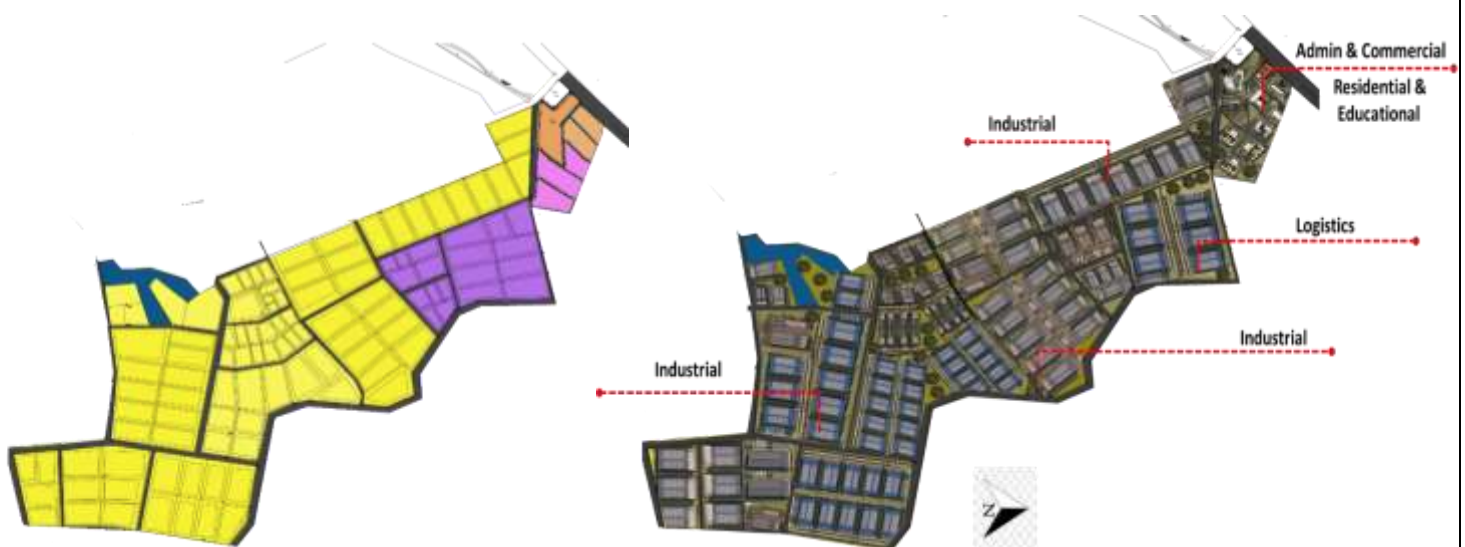 Admin & Commercial
Residential &
Educational
Industrial
Logistics
Industrial
Industrial
N